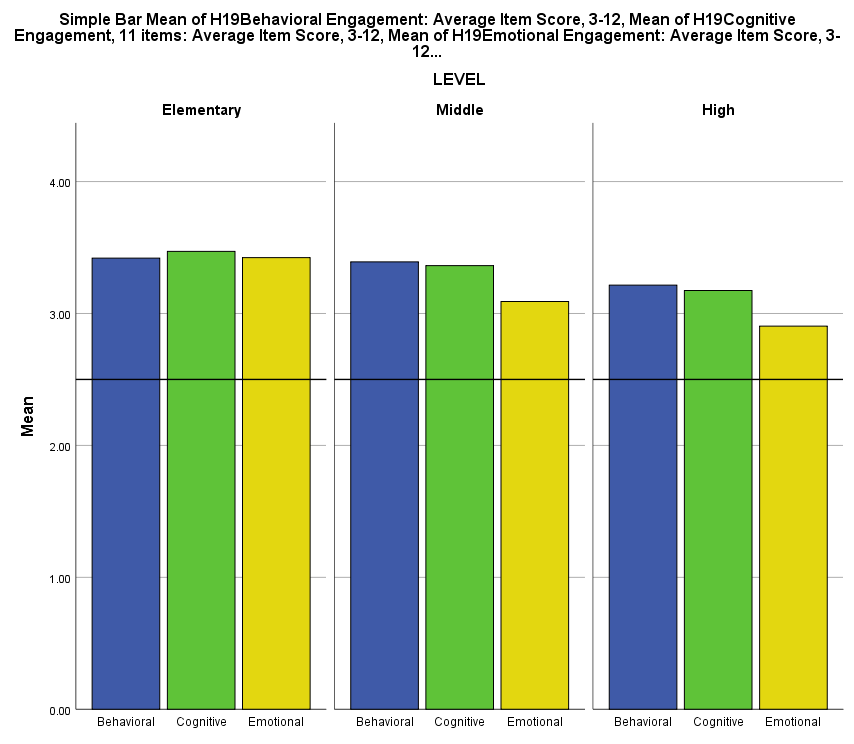 Simple Bar Mean of H19Behavioral Engagement: Average Item Score, 3-12, Mean of H19Cognitive
Engagement, 11 items: Average Item Score, 3-12, Mean of H19Emotional Engagement: Average Item Score, 3-
12...
LEVEL
Elementary Middle High
4.00
3.00
2.00
1.00
0.00
Mean
Behavioral Cognitive Emotional Behavioral Cognitive Emotional Behavioral Cognitive Emotional